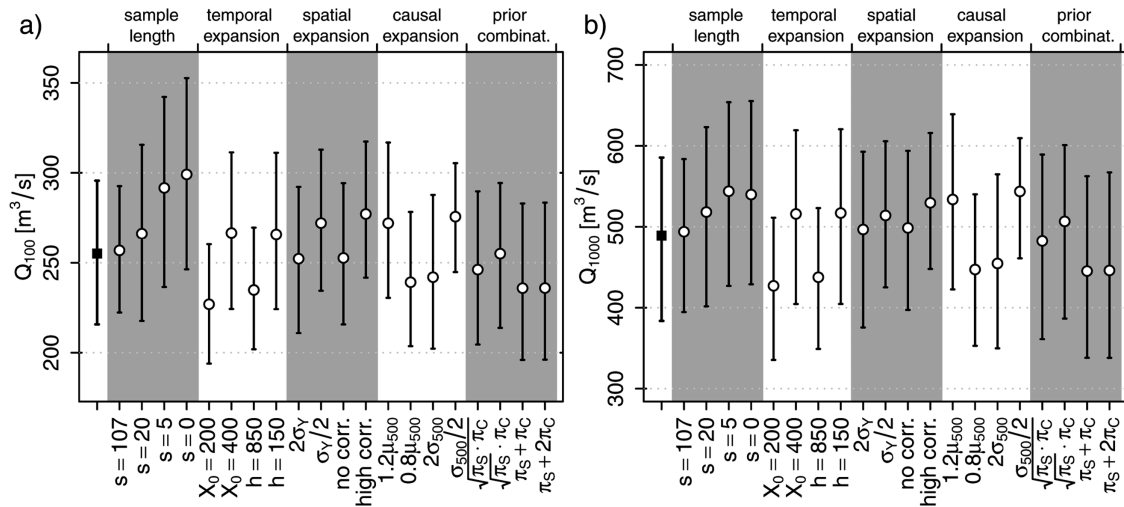 a)
sample length
temporal expansion
spatial expansion
causal expansion
prior combinat.
Q₁₀₀ [m³/s]
350
300
250
200
s = 107
s = 20
s = 5
s = 0
X₀ = 200
X₀ = 400
h = 850
h = 150
2σY
σY/2
no corr.
high corr.
1.2μ₅₀₀
0.8μ₅₀₀
2σ₅₀₀
σ₅₀₀/2
√πS · πC
√πS · πC
πS + πC
πS + 2πC
b)
sample length
temporal expansion
spatial expansion
causal expansion
prior combinat.
Q₁₀₀₀ [m³/s]
700
600
500
400
300
s = 107
s = 20
s = 5
s = 0
X₀ = 200
X₀ = 400
h = 850
h = 150
2σY
σY/2
no corr.
high corr.
1.2μ₅₀₀
0.8μ₅₀₀
2σ₅₀₀
σ₅₀₀/2
√πS · πC
√πS · πC
πS + πC
πS + 2πC